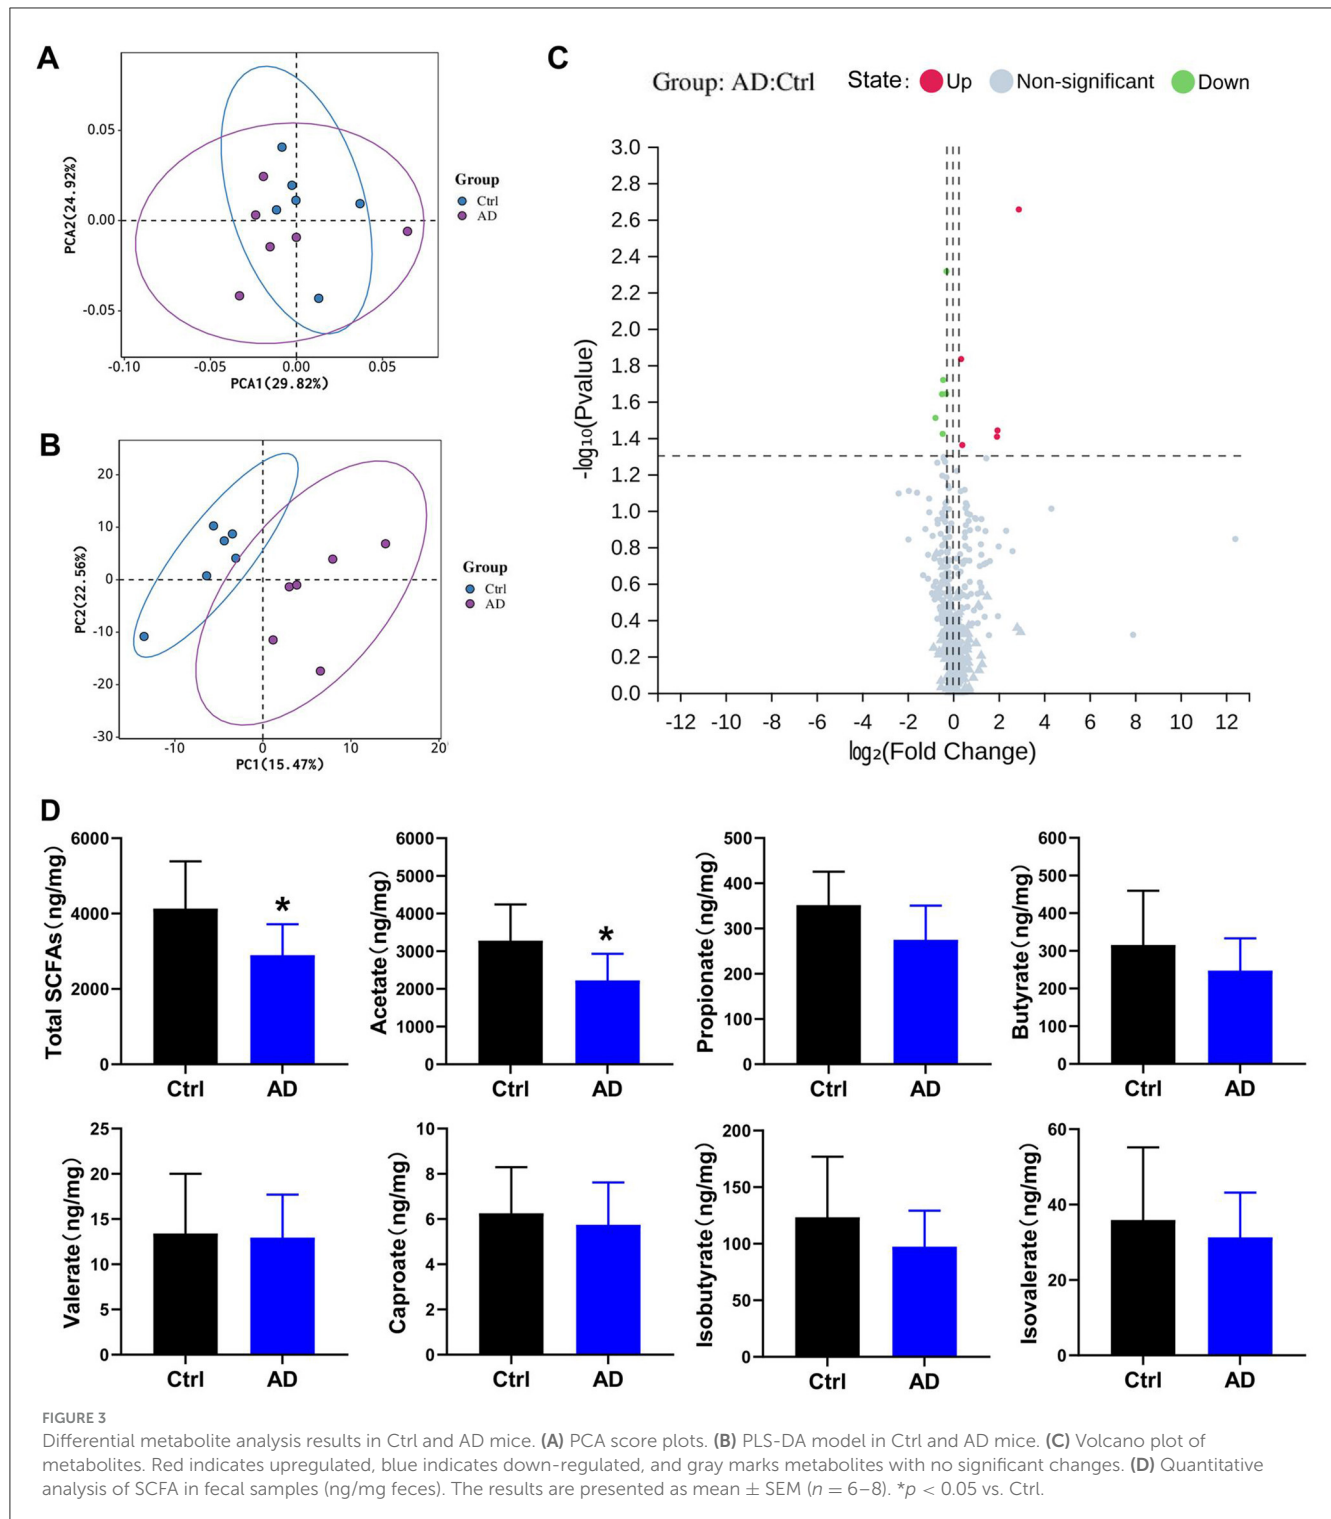 A
PCA2(24.92%)
0.05
0.00
-0.05
-0.10
-0.05
0.00
0.05
PCA1(29.82%)
Group
Ctrl
AD
B
PC2(22.56%)
20
10
0
-10
-20
-30
-10
0
10
20
PC1(15.47%)
Group
Ctrl
AD
C
Group: AD:Ctrl State: Up Non-significant Down
-log10(Pvalue)
3.0
2.8
2.6
2.4
2.2
2.0
1.8
1.6
1.4
1.2
1.0
0.8
0.6
0.4
0.2
0.0
-12 -10 -8 -6 -4 -2 0 2 4 6 8 10 12
log2(Fold Change)
D
Total SCFAs(ng/mg)
6000
4000
2000
0
*
Ctrl AD
Acetate(ng/mg)
6000
5000
4000
3000
2000
1000
0
*
Ctrl AD
Propionate(ng/mg)
500
400
300
200
100
0
Ctrl AD
Butyrate(ng/mg)
600
500
400
300
200
100
0
Ctrl AD
Valerate(ng/mg)
25
20
15
10
5
0
Ctrl AD
Caproate(ng/mg)
10
8
6
4
2
0
Ctrl AD
Isobutyrate(ng/mg)
200
150
100
50
0
Ctrl AD
Isovalerate(ng/mg)
60
40
20
0
Ctrl AD
FIGURE 3
Differential metabolite analysis results in Ctrl and AD mice. (A) PCA score plots. (B) PLS-DA model in Ctrl and AD mice. (C) Volcano plot of
metabolites. Red indicates upregulated, blue indicates down-regulated, and gray marks metabolites with no significant changes. (D) Quantitative
analysis of SCFA in fecal samples (ng/mg feces). The results are presented as mean ± SEM (n = 6–8). *p < 0.05 vs. Ctrl.